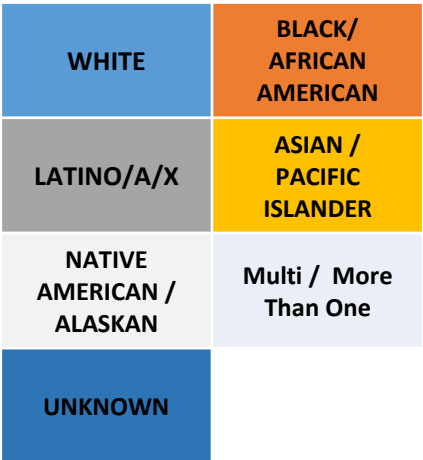 WHITE
BLACK/
AFRICAN
AMERICAN
LATINO/A/X
ASIAN /
PACIFIC
ISLANDER
NATIVE
AMERICAN /
ALASKAN
Multi / More
Than One
UNKNOWN